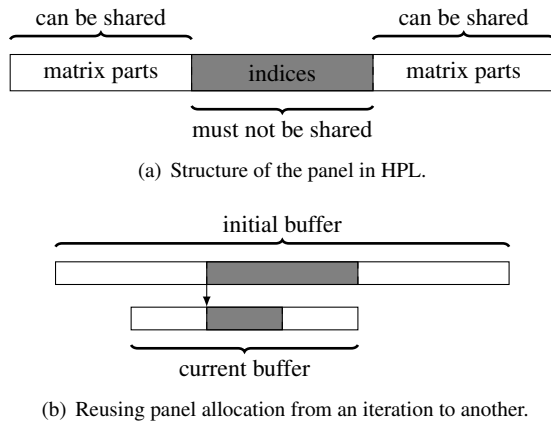 can be shared can be shared
matrix parts indices matrix parts
must not be shared
(a) Structure of the panel in HPL.
initial buffer
current buffer
(b) Reusing panel allocation from an iteration to another.